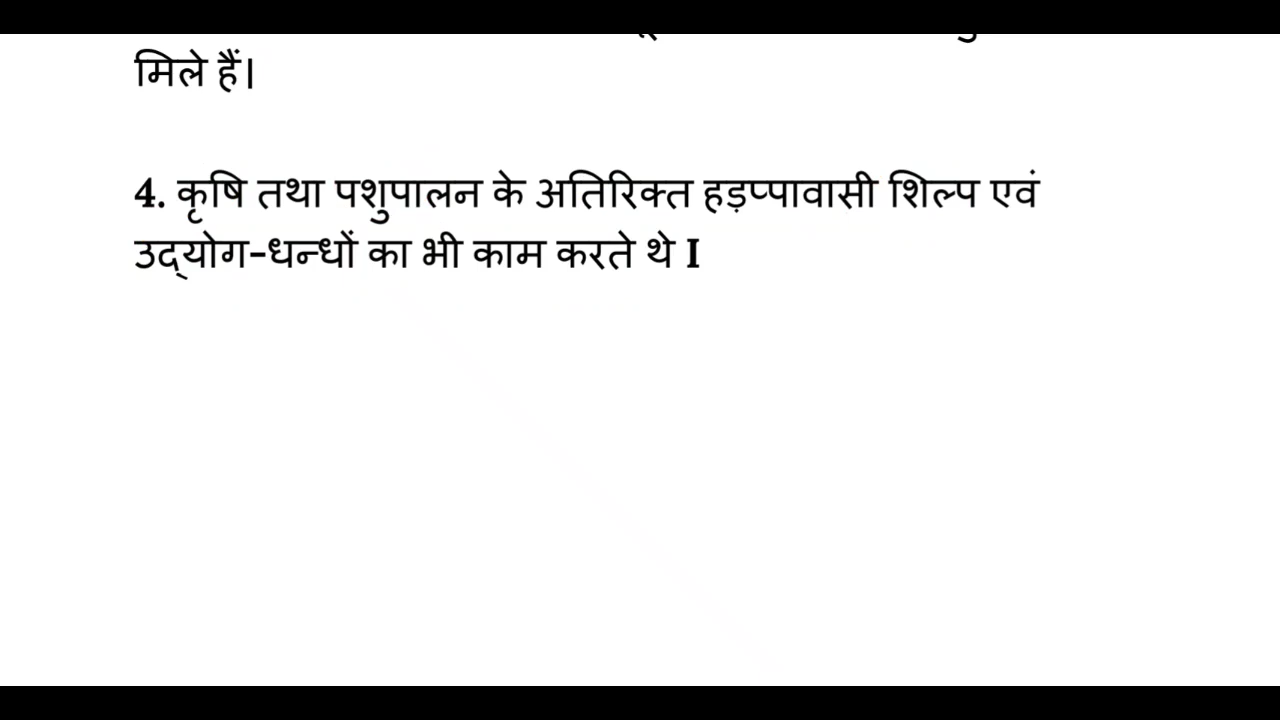 मिले हैं।
4. कृषि तथा पशुपालन के अतिरिक्त हड़प्पावासी शिल्प एवं
उद्योग-धन्धों का भी काम करते थे I